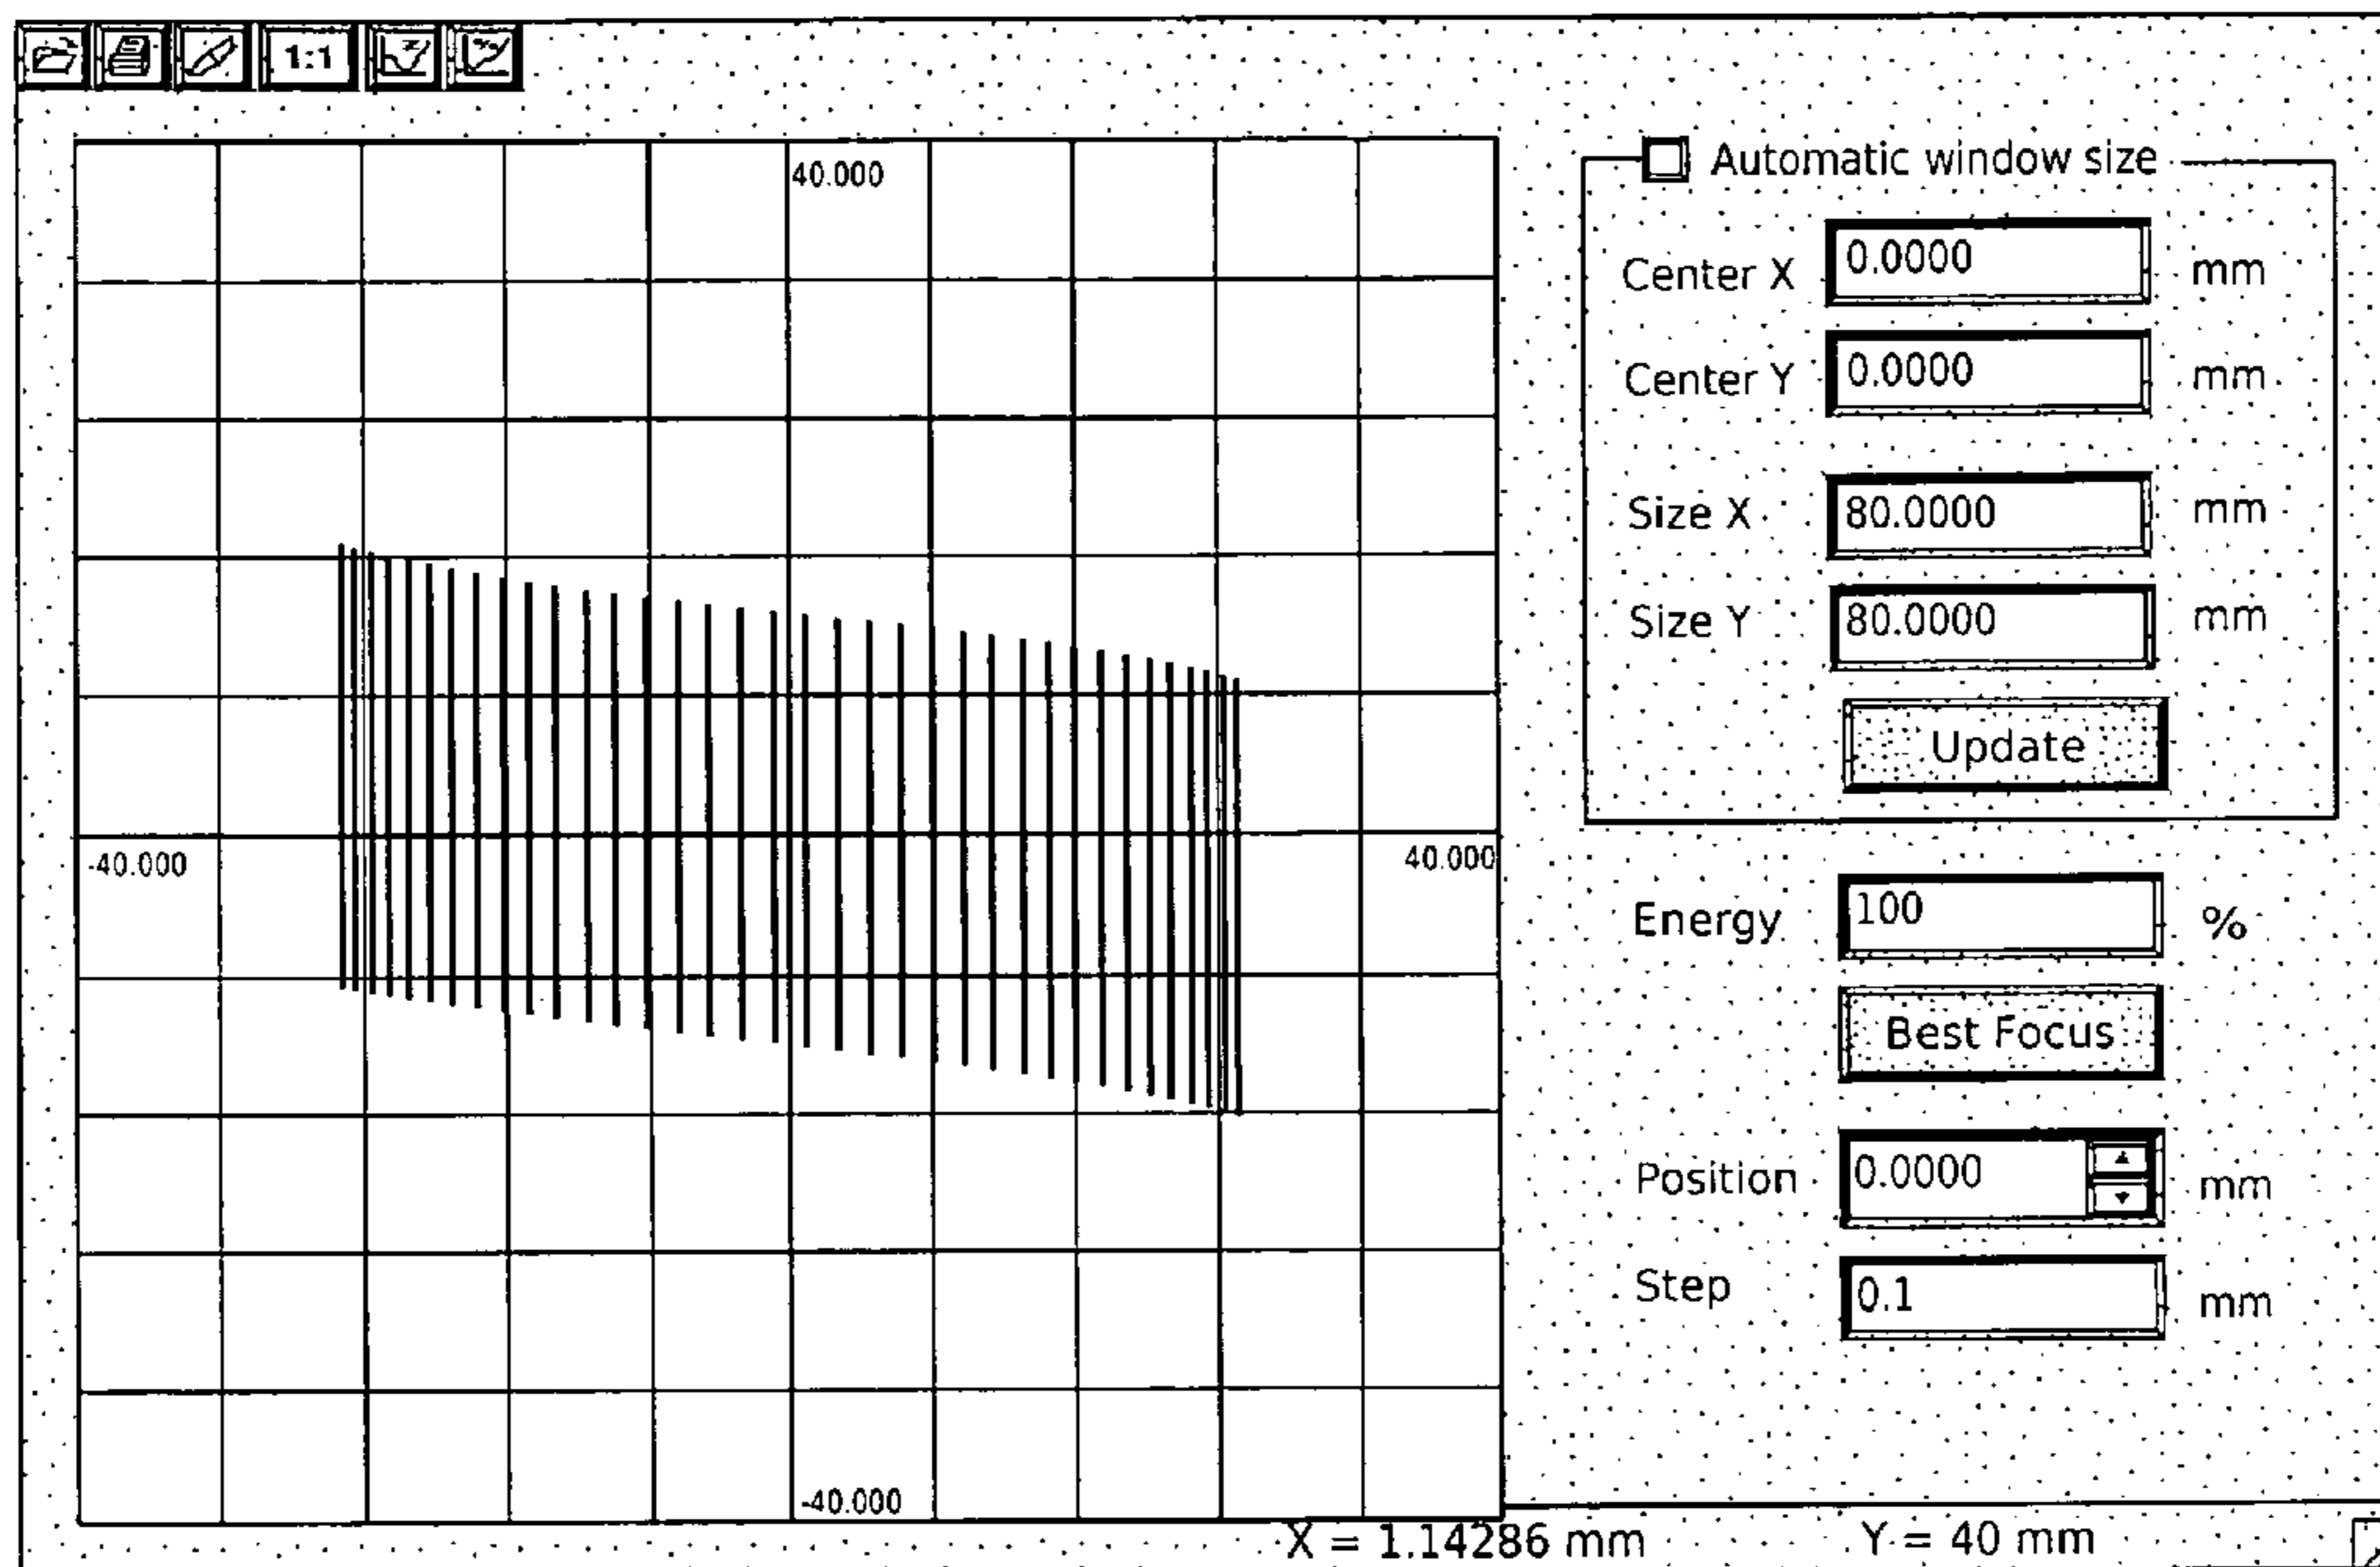 1:1
40.000
-40.000
40.000
-40.000
Automatic window size
Center X 0.0000 mm
Center Y 0.0000 mm
Size X 80.0000 mm
Size Y 80.0000 mm
Update
Energy 100 %
Best Focus
Position 0.0000 mm
Step 0.1 mm
X = 1.14286 mm Y = 40 mm